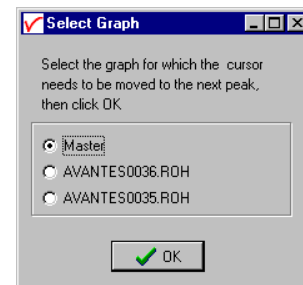 Select Graph
Select the graph for which the cursor
needs to be moved to the next peak,
then click OK
Master
AVANTES0036.ROH
AVANTES0035.ROH
OK